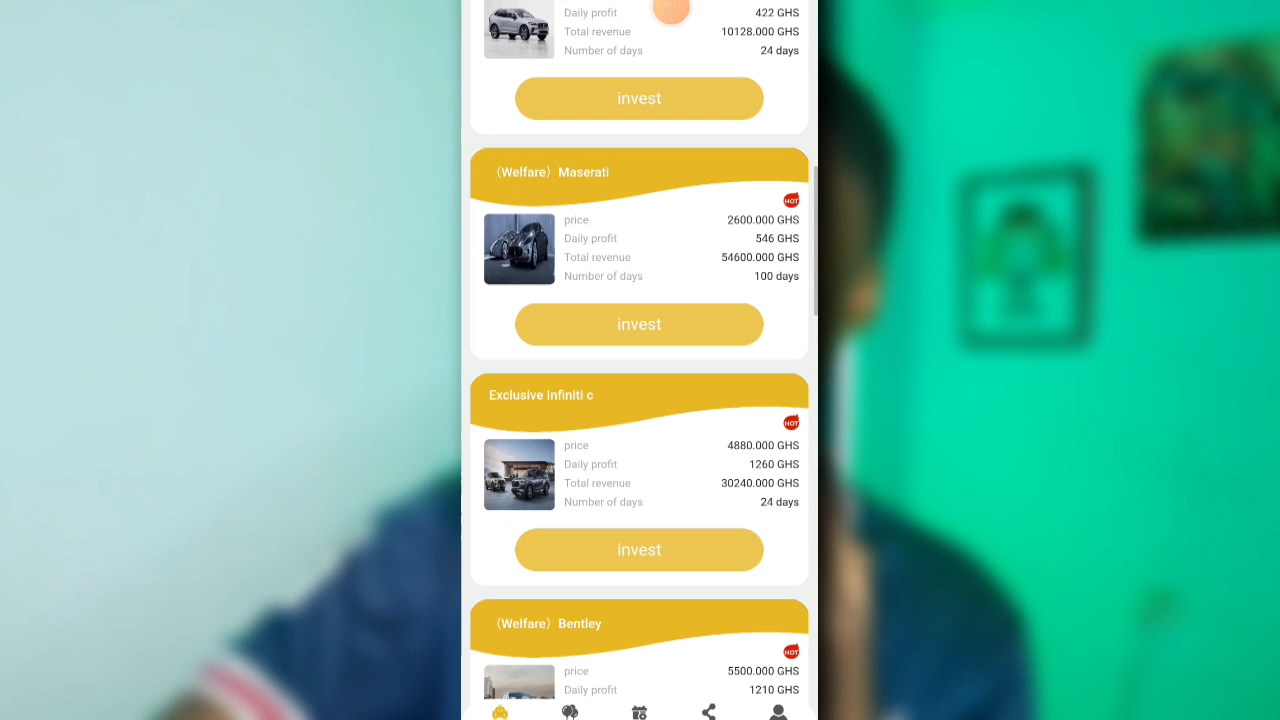 Daily profit 422 GHS
Total revenue 10128.000 GHS
Number of days 24 days
invest
（Welfare）Maserati
HOT
price 2600.000 GHS
Daily profit 546 GHS
Total revenue 54600.000 GHS
Number of days 100 days
invest
Exclusive Infiniti c
HOT
price 4880.000 GHS
Daily profit 1260 GHS
Total revenue 30240.000 GHS
Number of days 24 days
invest
（Welfare）Bentley
HOT
price 5500.000 GHS
Daily profit 1210 GHS